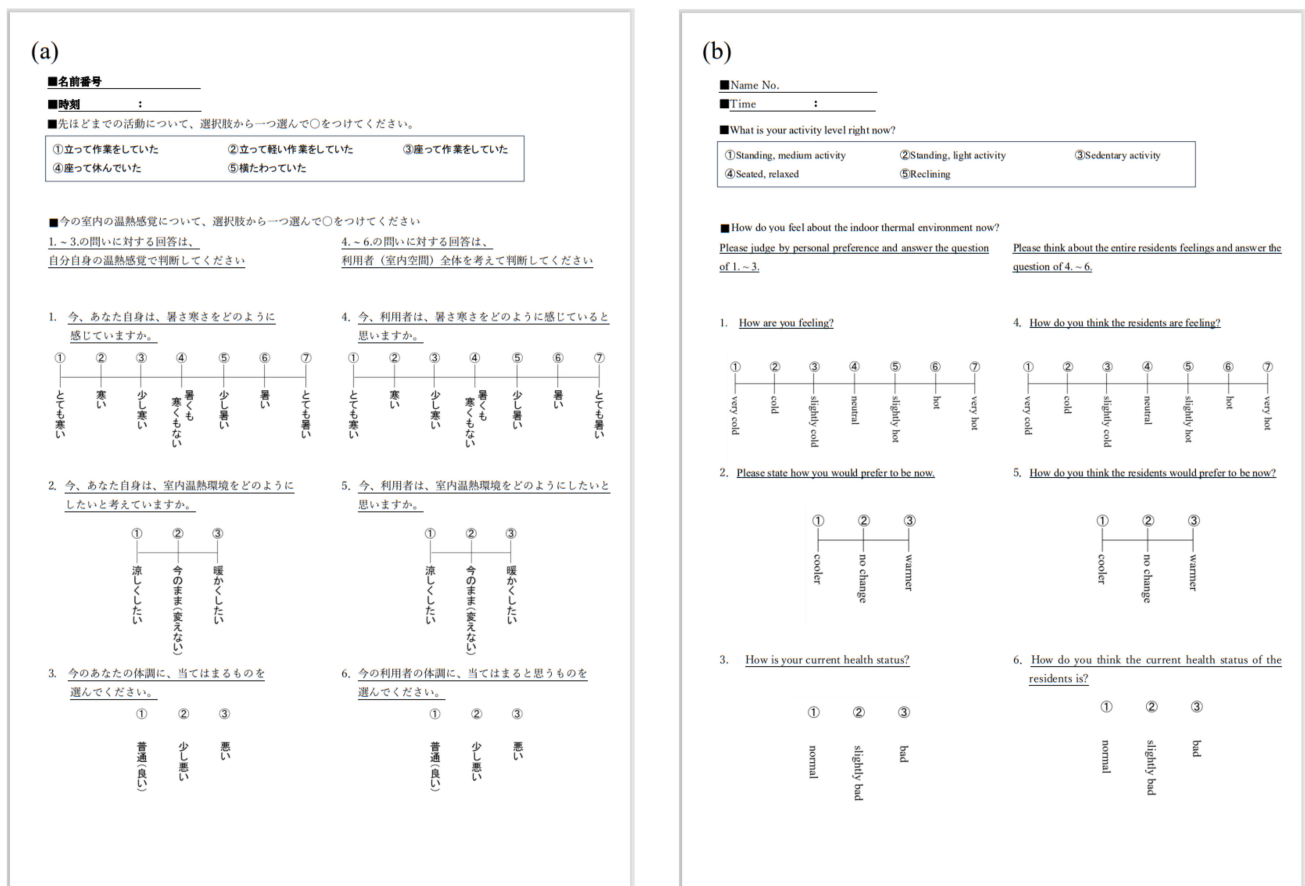 (a)
■名前番号
■時刻 :
■先ほどまでの活動について、選択肢から一つ選んで○をつけてください。
①立って作業をしていた ②立って軽い作業をしていた ③座って作業をしていた
④座って休んでいた ⑤横たわっていた
■今の室内の温熱感覚について、選択肢から一つ選んで○をつけてください
1. ~ 3.の問いに対する回答は、
自分自身の温熱感覚で判断してください
4. ~ 6.の問いに対する回答は、
利用者（室内空間）全体を考えて判断してください
1. 今、あなた自身は、暑さ寒さをどのように
感じていますか。
① ② ③ ④ ⑤ ⑥ ⑦
とても寒い
寒い
少し寒い
暑くも
寒くもない
少し暑い
暑い
とても暑い
4. 今、利用者は、暑さ寒さをどのように感じていると
思いますか。
① ② ③ ④ ⑤ ⑥ ⑦
とても寒い
寒い
少し寒い
暑くも
寒くもない
少し暑い
暑い
とても暑い
2. 今、あなた自身は、室内温熱環境をどのように
したいと考えていますか。
① ② ③
涼しくしたい
今のまま（変えない）
暖かくしたい
5. 今、利用者は、室内温熱環境をどのようにしたいと
思いますか。
① ② ③
涼しくしたい
今のまま（変えない）
暖かくしたい
3. 今のあなたの体調に、当てはまるものを
選んでください。
① ② ③
普通（良い）
少し悪い
悪い
6. 今の利用者の体調に、当てはまると思うものを
選んでください。
① ② ③
普通（良い）
少し悪い
悪い
(b)
■Name No.
■Time :
■What is your activity level right now?
①Standing, medium activity ②Standing, light activity ③Sedentary activity
④Seated, relaxed ⑤Reclining
■How do you feel about the indoor thermal environment now?
Please judge by personal preference and answer the question
of 1. ~ 3.
Please think about the entire residents feelings and answer the
question of 4. ~ 6.
1. How are you feeling?
① ② ③ ④ ⑤ ⑥ ⑦
very cold
cold
slightly cold
neutral
slightly hot
hot
very hot
4. How do you think the residents are feeling?
① ② ③ ④ ⑤ ⑥ ⑦
very cold
cold
slightly cold
neutral
slightly hot
hot
very hot
2. Please state how you would prefer to be now.
① ② ③
cooler
no change
warmer
5. How do you think the residents would prefer to be now?
① ② ③
cooler
no change
warmer
3. How is your current health status?
① ② ③
normal
slightly bad
bad
6. How do you think the current health status of the
residents is?
① ② ③
normal
slightly bad
bad